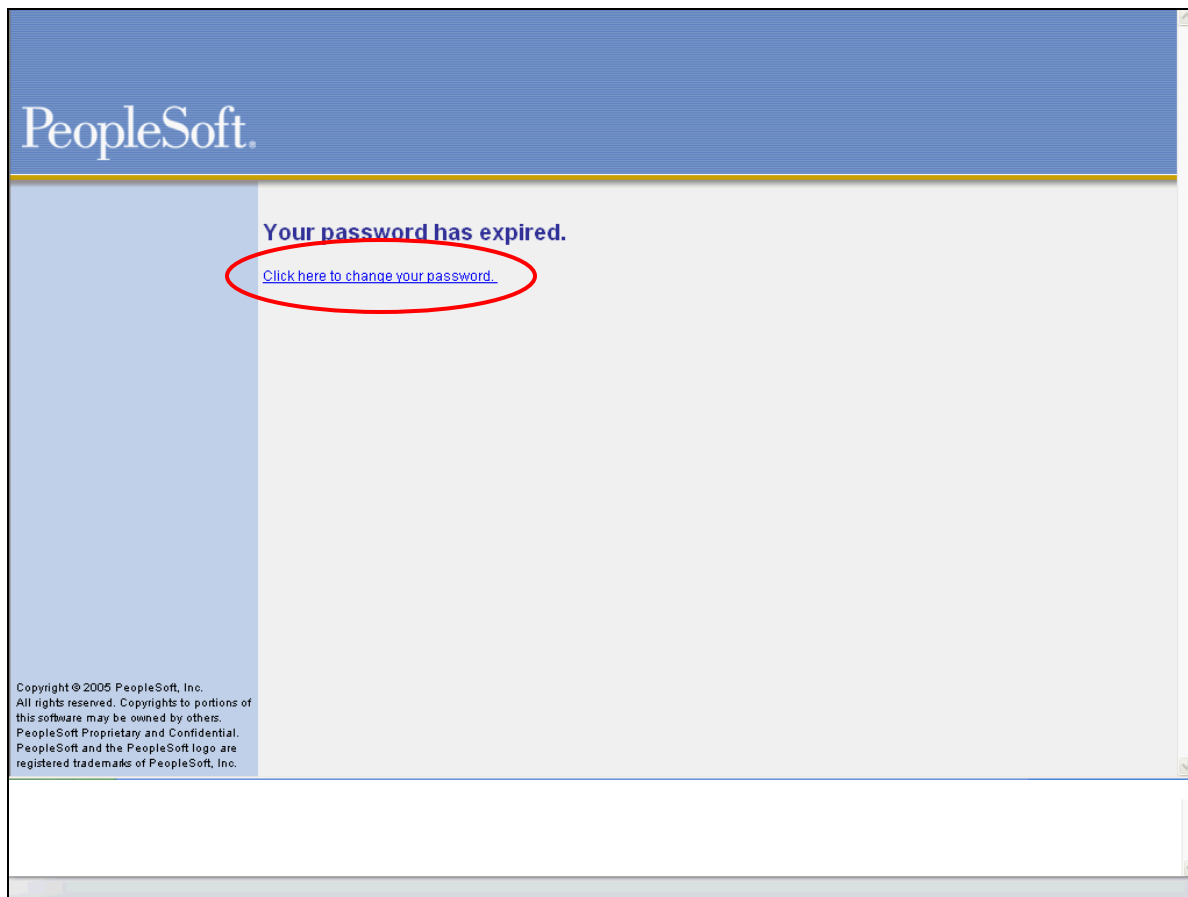 PeopleSoft®
Your password has expired.
Click here to change your password.
Copyright © 2005 PeopleSoft, Inc.
All rights reserved. Copyrights to portions of
this software may be owned by others.
PeopleSoft Proprietary and Confidential.
PeopleSoft and the PeopleSoft logo are
registered trademarks of PeopleSoft, Inc.